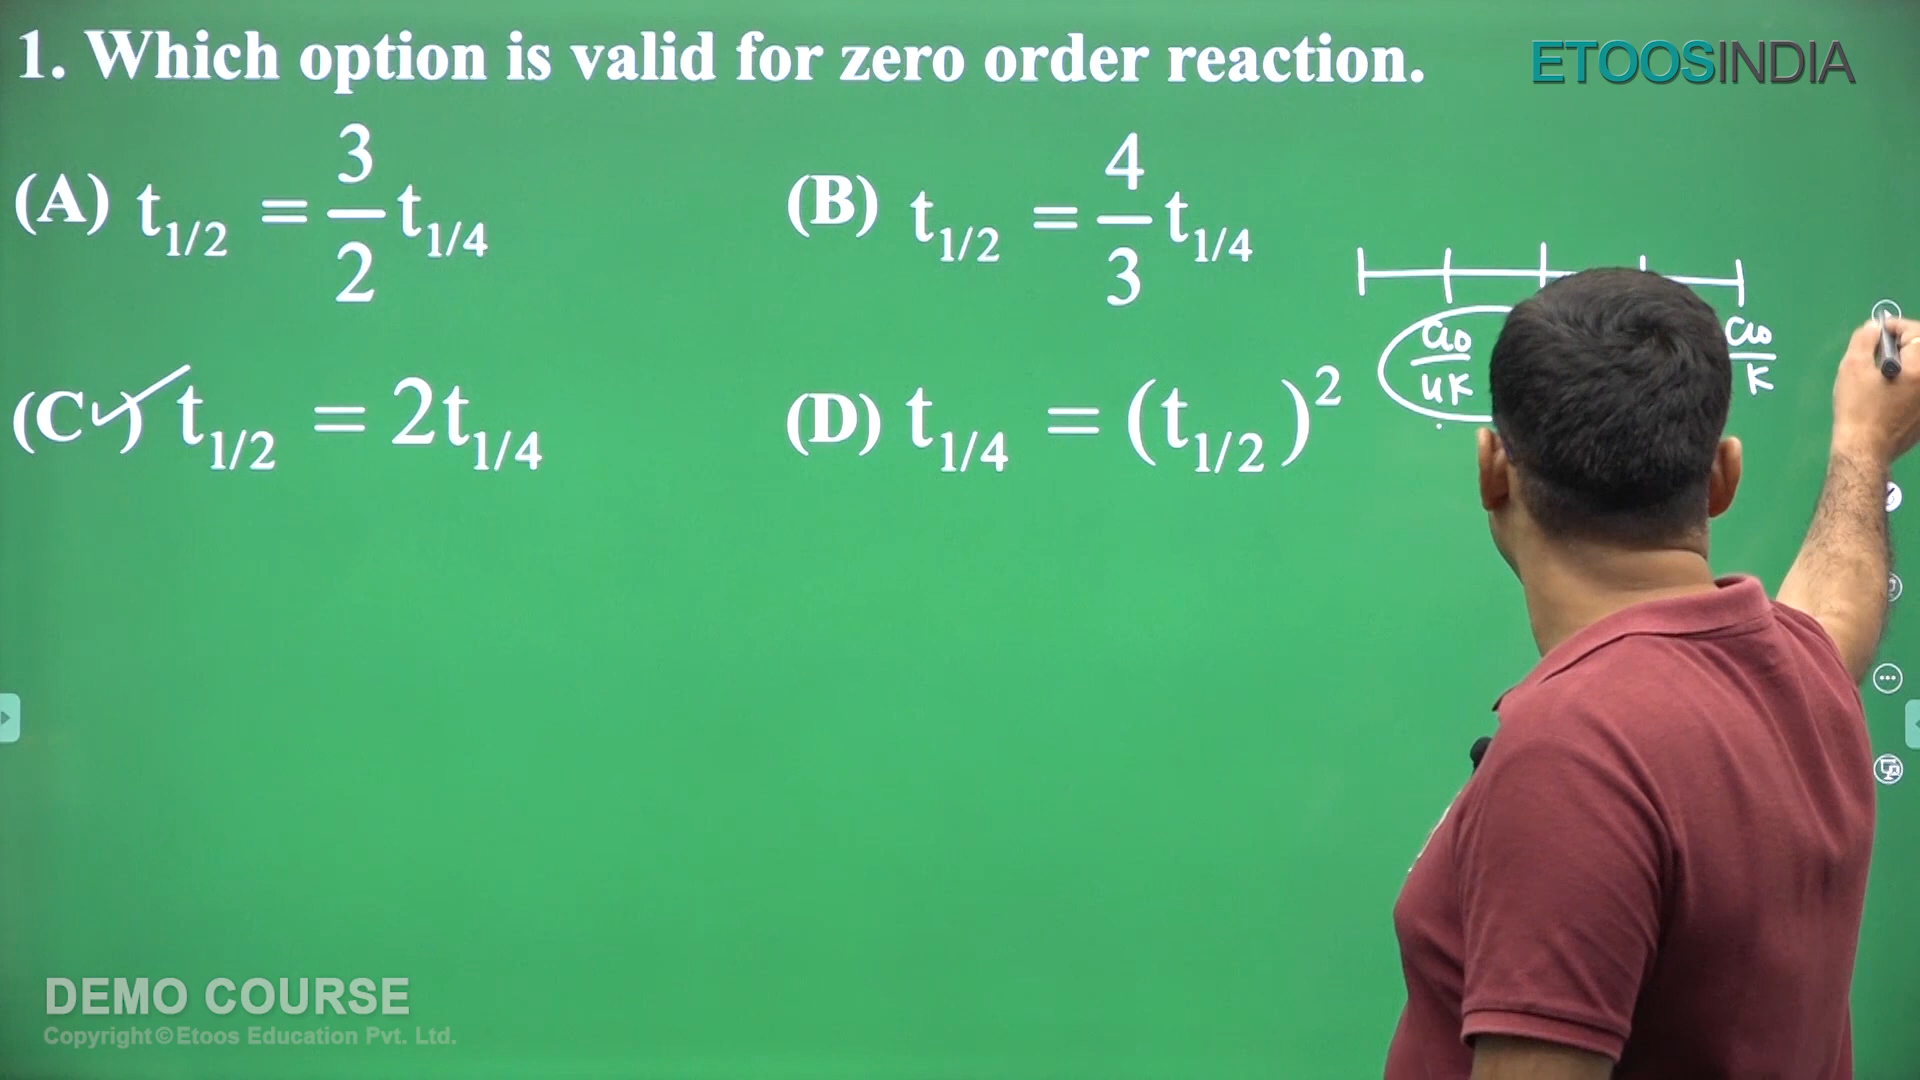 1. Which option is valid for zero order reaction.
ETOOSINDIA
(A) t1/2 = 3/2 t1/4
(B) t1/2 = 4/3 t1/4
(C) ✓ t1/2 = 2t1/4
(D) t1/4 = (t1/2)²
a0/4K
a0/K
DEMO COURSE
Copyright © Etoos Education Pvt. Ltd.